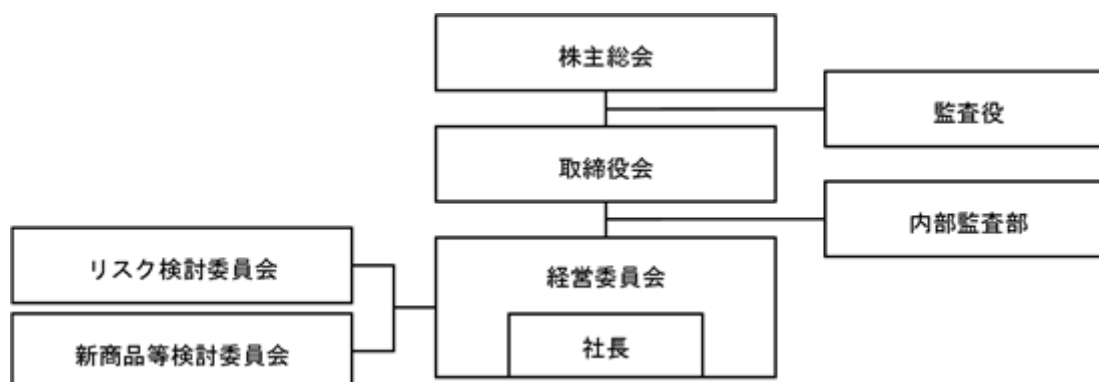 株主総会
監査役
取締役会
内部監査部
リスク検討委員会
経営委員会
社長
新商品等検討委員会